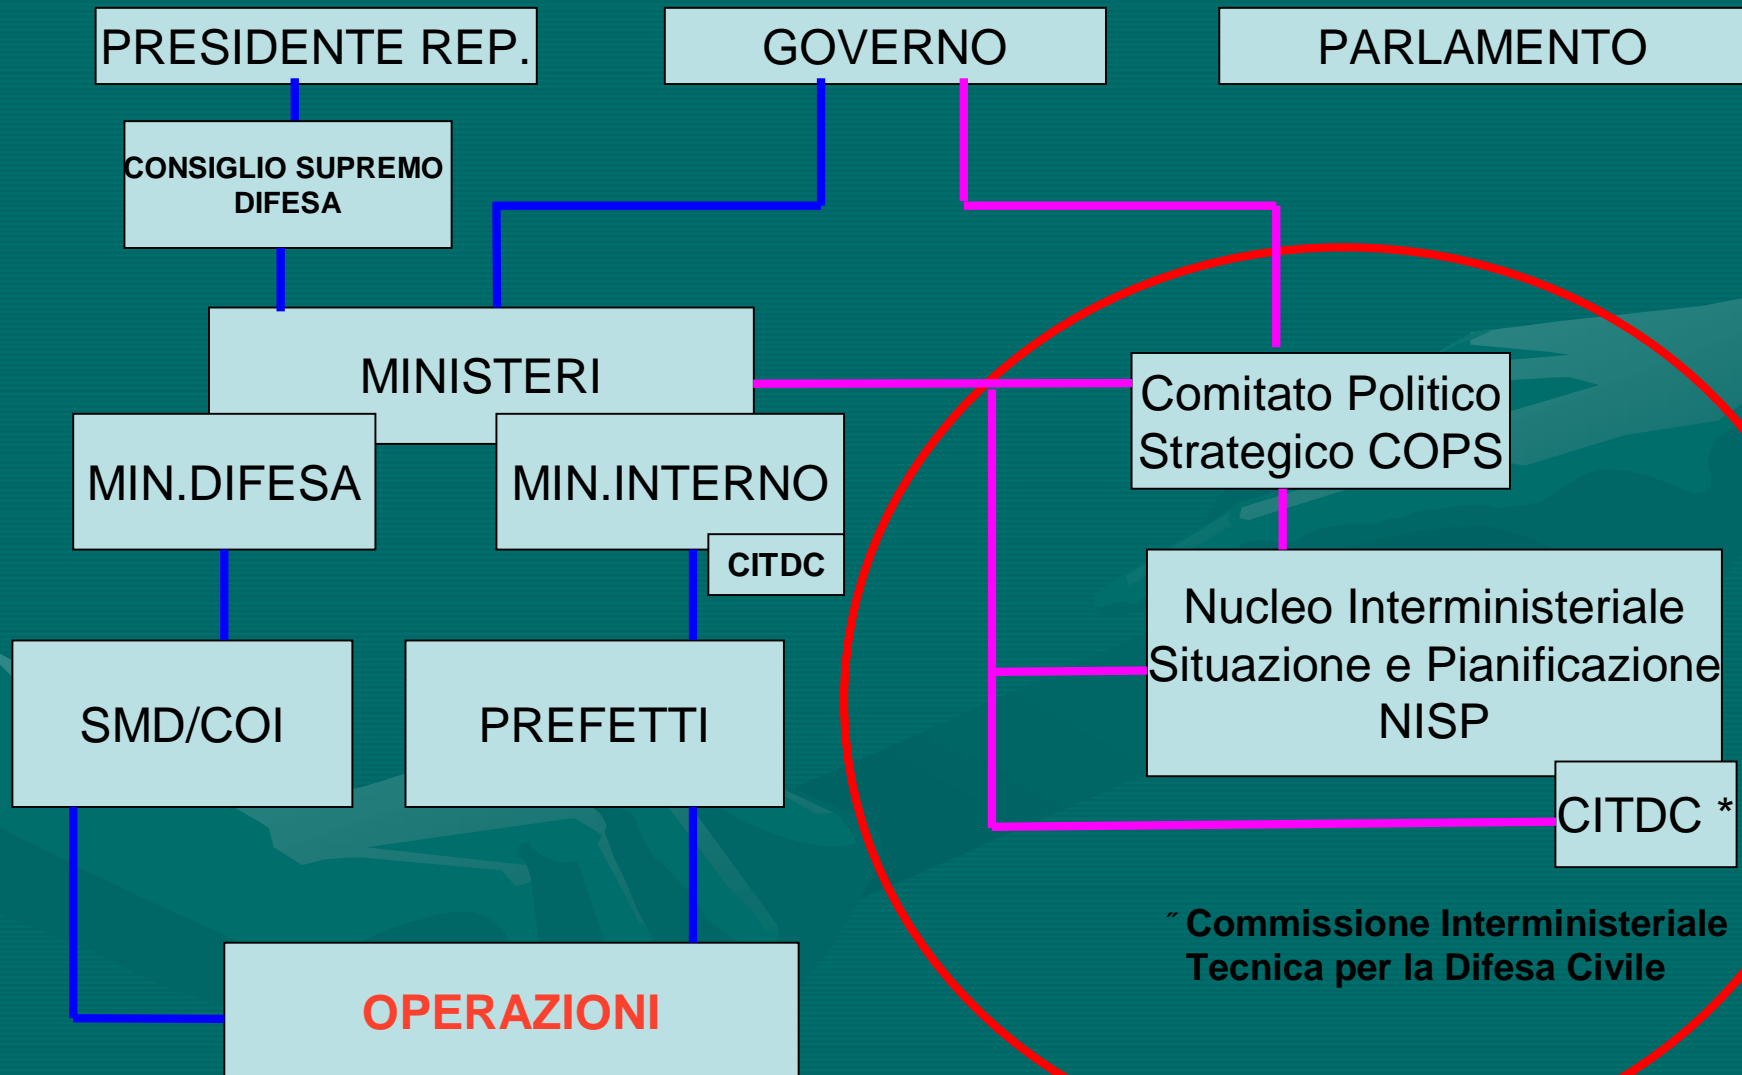 PRESIDENTE REP.
GOVERNO
PARLAMENTO
CONSIGLIO SUPREMO
DIFESA
MINISTERI
MIN.DIFESA
MIN.INTERNO
CITDC
Comitato Politico
Strategico COPS
Nucleo Interministeriale
Situazione e Pianificazione
NISP
CITDC *
SMD/COI
PREFETTI
˝ Commissione Interministeriale
Tecnica per la Difesa Civile
OPERAZIONI